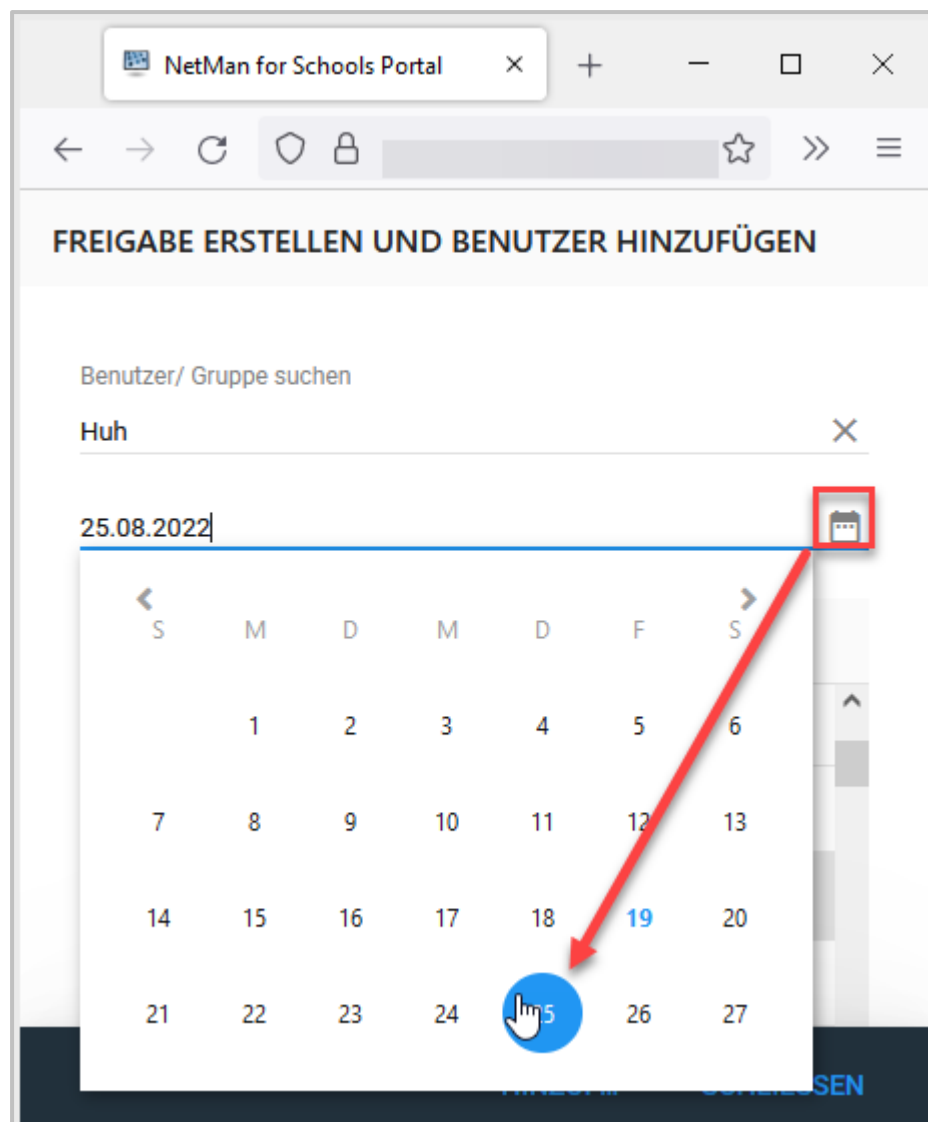 NetMan for Schools Portal
FREIGABE ERSTELLEN UND BENUTZER HINZUFÜGEN
Benutzer/ Gruppe suchen
Huh
25.08.2022
S M D M D F S
1 2 3 4 5 6
7 8 9 10 11 12 13
14 15 16 17 18 19 20
21 22 23 24 25 26 27